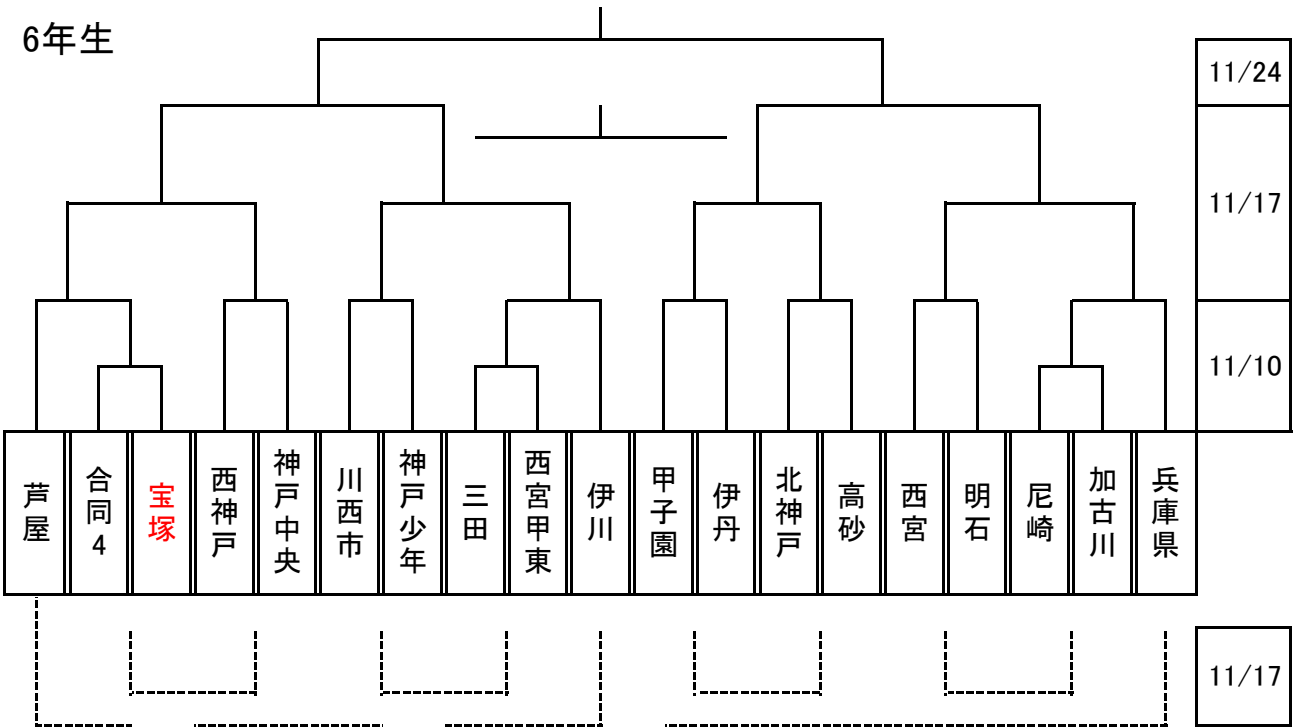 6年生
11/24
11/17
11/10
芦屋
合同4
宝塚
西神戸
神戸中央
川西市
神戸少年
三田
西宮甲東
伊川
甲子園
伊丹
北神戸
高砂
西宮
明石
尼崎
加古川
兵庫県
11/17